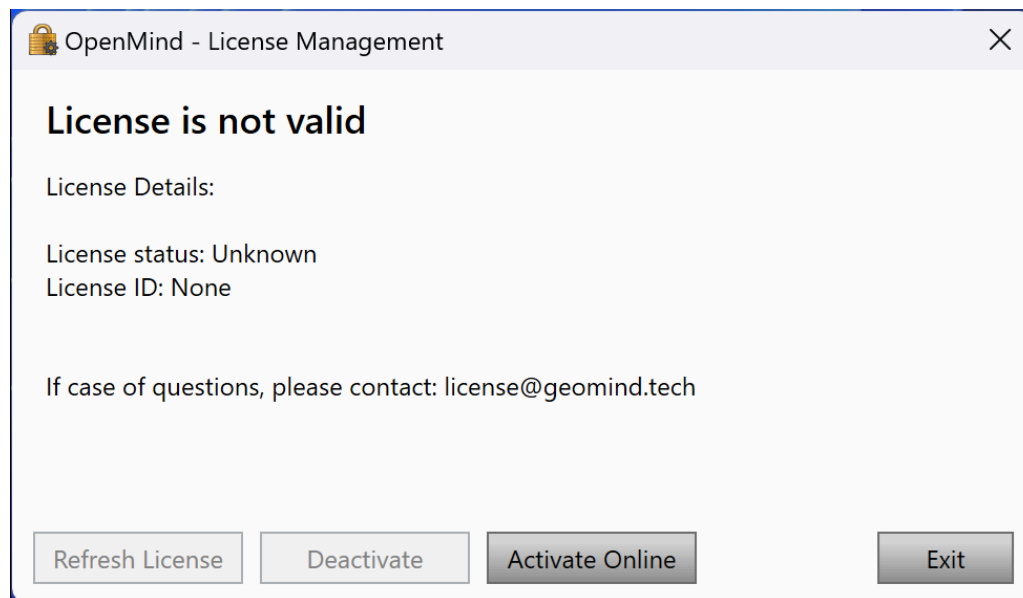 OpenMind - License Management
License is not valid
License Details:
License status: Unknown
License ID: None
If case of questions, please contact: license@geomind.tech
Refresh License Deactivate Activate Online Exit